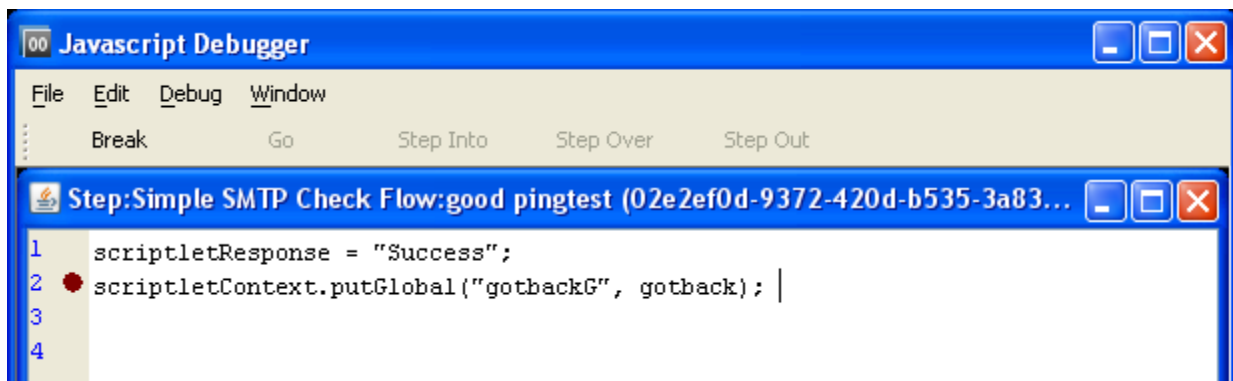 Javascript Debugger
File Edit Debug Window
Break Go Step Into Step Over Step Out
Step:Simple SMTP Check Flow:good pingtest (02e2ef0d-9372-420d-b535-3a83...
1 scriptletResponse = "Success";
2 scriptletContext.putGlobal("gotbackG", gotback);
3
4